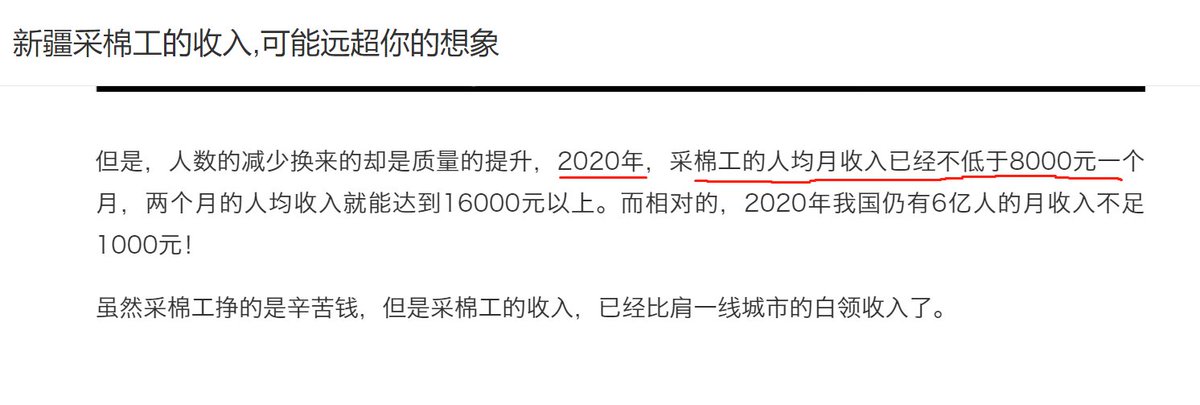 新疆采棉工的收入,可能远超你的想象
但是，人数的减少换来的却是质量的提升，2020年，采棉工的人均月收入已经不低于8000元一个
月，两个月的人均收入就能达到16000元以上。而相对的，2020年我国仍有6亿人的月收入不足
1000元！
虽然采棉工挣的是辛苦钱，但是采棉工的收入，已经比肩一线城市的白领收入了。